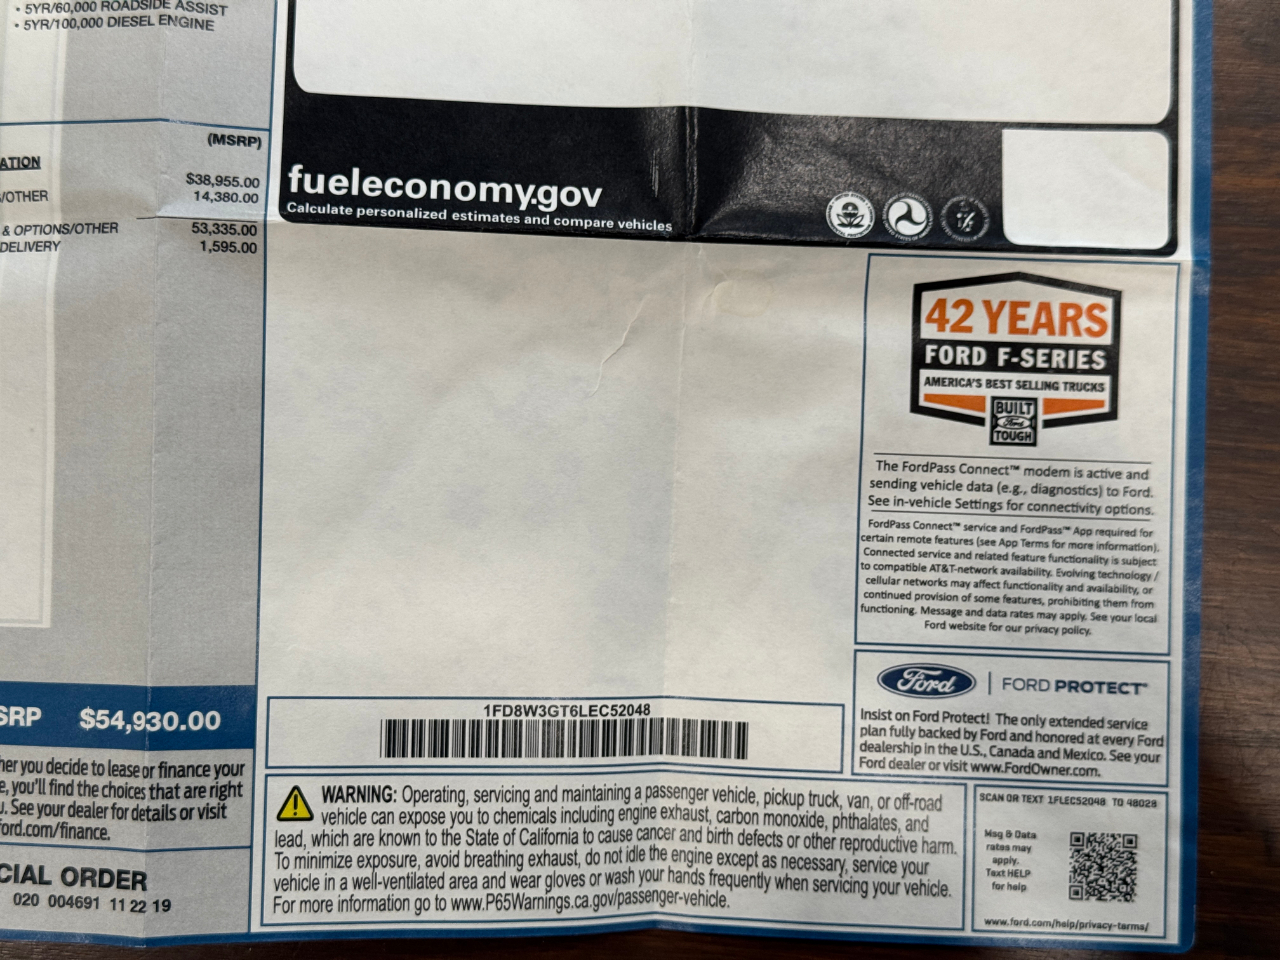 • 5YR/60,000 ROADSIDE ASSIST
• 5YR/100,000 DIESEL ENGINE
(MSRP)
ATION
$38,955.00
/OTHER 14,380.00
& OPTIONS/OTHER 53,335.00
DELIVERY 1,595.00
SRP $54,930.00
her you decide to lease or finance your
e, you'll find the choices that are right
u. See your dealer for details or visit
ford.com/finance.
CIAL ORDER
020 004691 11 22 19
fueleconomy.gov
Calculate personalized estimates and compare vehicles
42 YEARS
FORD F-SERIES
AMERICA'S BEST SELLING TRUCKS
BUILT
Ford
TOUGH
The FordPass Connect™ modem is active and
sending vehicle data (e.g., diagnostics) to Ford.
See in-vehicle Settings for connectivity options.
FordPass Connect™ service and FordPass™ App required for
certain remote features (see App Terms for more information).
Connected service and related feature functionality is subject
to compatible AT&T-network availability. Evolving technology /
cellular networks may affect functionality and availability, or
continued provision of some features, prohibiting them from
functioning. Message and data rates may apply. See your local
Ford website for our privacy policy.
Ford | FORD PROTECT
Insist on Ford Protect! The only extended service
plan fully backed by Ford and honored at every Ford
dealership in the U.S., Canada and Mexico. See your
Ford dealer or visit www.FordOwner.com.
1FD8W3GT6LEC52048
WARNING: Operating, servicing and maintaining a passenger vehicle, pickup truck, van, or off-road
vehicle can expose you to chemicals including engine exhaust, carbon monoxide, phthalates, and
lead, which are known to the State of California to cause cancer and birth defects or other reproductive harm.
To minimize exposure, avoid breathing exhaust, do not idle the engine except as necessary, service your
vehicle in a well-ventilated area and wear gloves or wash your hands frequently when servicing your vehicle.
For more information go to www.P65Warnings.ca.gov/passenger-vehicle.
SCAN OR TEXT 1FLEC52048 TO 48028
Msg & Data
rates may
apply.
Text HELP
for help
www.ford.com/help/privacy-terms/